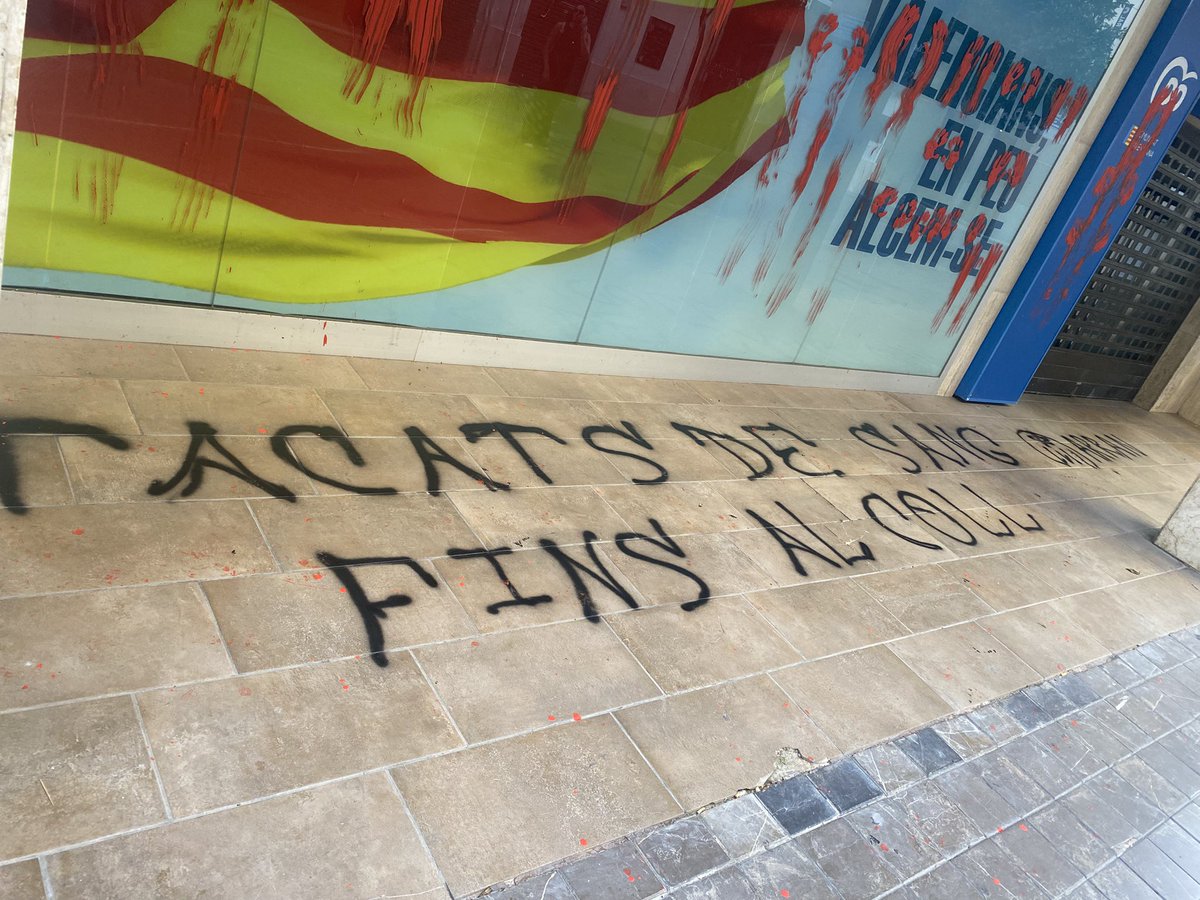 VALENCIANS,
EN PEU
ALCEM-SE
TACATS DE SANG
FINS AL COLL